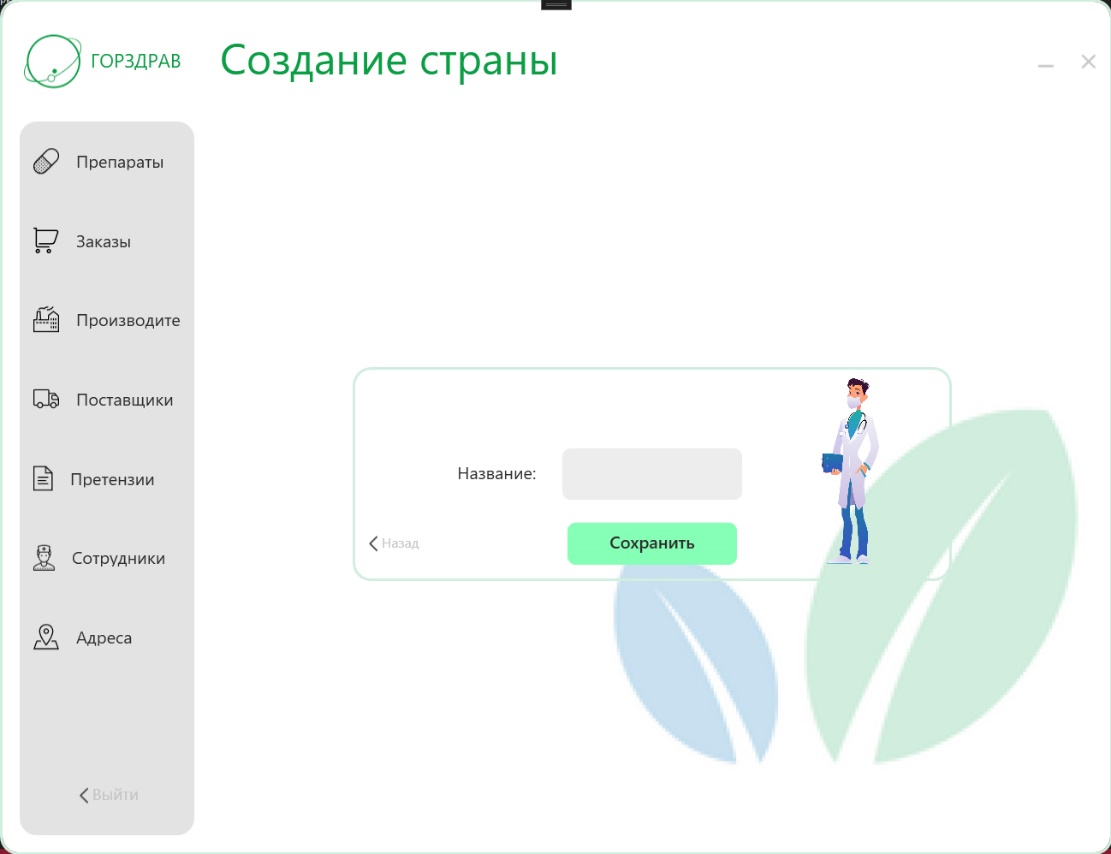 ГОРЗДРАВ
Создание страны
Препараты
Заказы
Производите
Поставщики
Претензии
Сотрудники
Адреса
Выйти
Название:
Назад
Сохранить